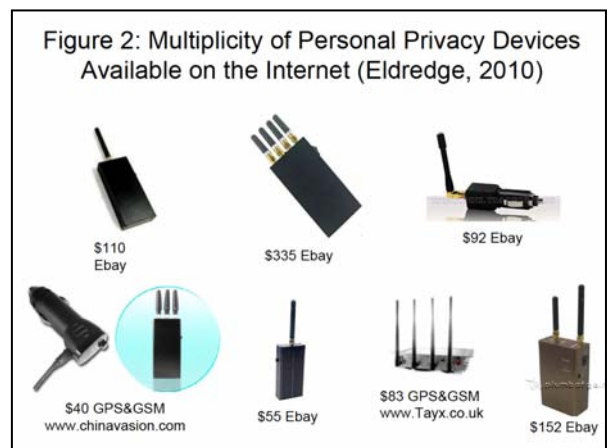 Figure 2: Multiplicity of Personal Privacy Devices
Available on the Internet (Eldredge, 2010)
$110
Ebay
$335 Ebay
$92 Ebay
$40 GPS&GSM
www.chinavasion.com
$55 Ebay
$83 GPS&GSM
www.Tayx.co.uk
$152 Ebay